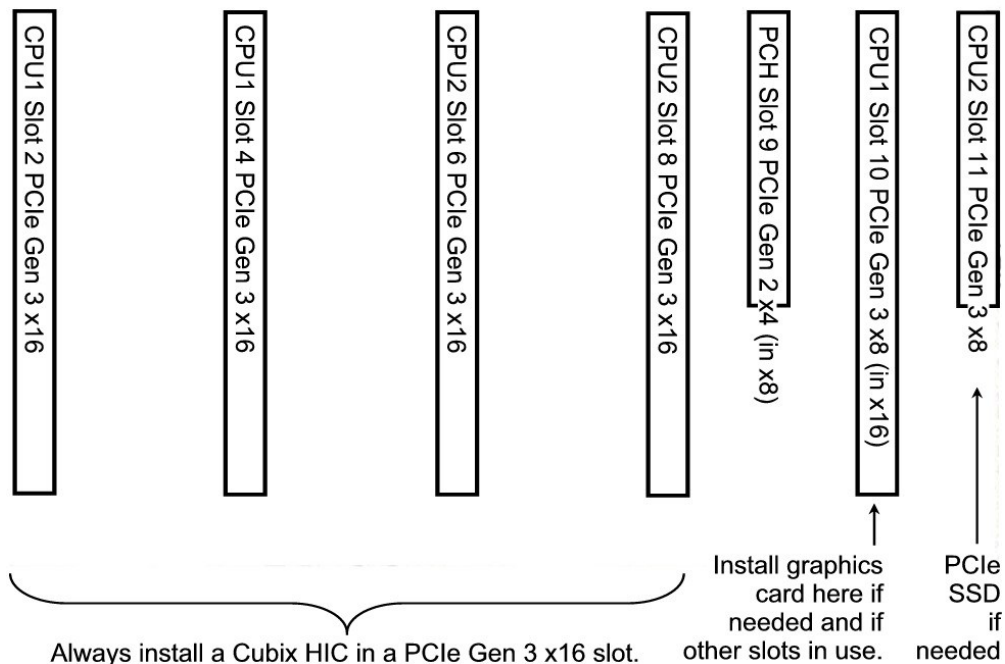 CPU1 Slot 2 PCIe Gen 3 x16
CPU1 Slot 4 PCIe Gen 3 x16
CPU2 Slot 6 PCIe Gen 3 x16
CPU2 Slot 8 PCIe Gen 3 x16
PCH Slot 9 PCIe Gen 2 x4 (in x8)
CPU1 Slot 10 PCIe Gen 3 x8 (in x16)
CPU2 Slot 11 PCIe Gen 3 x8
Always install a Cubix HIC in a PCIe Gen 3 x16 slot.
Install graphics
card here if
needed and if
other slots in use.
PCIe
SSD
if
needed